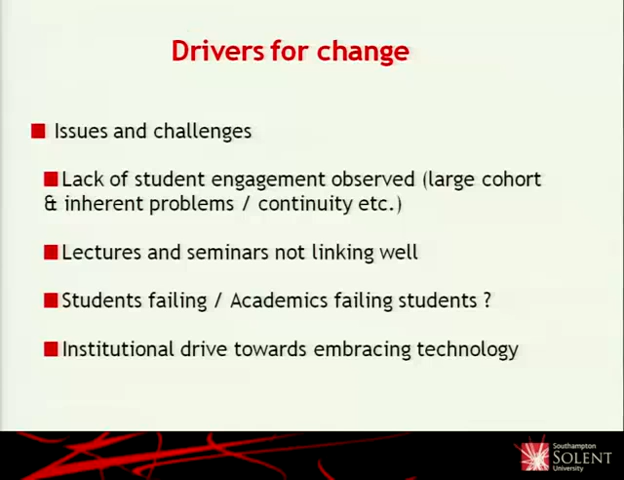 Drivers for change
Issues and challenges
Lack of student engagement observed (large cohort
& inherent problems / continuity etc.)
Lectures and seminars not linking well
Students failing / Academics failing students ?
Institutional drive towards embracing technology
Southampton
SOLENT
University